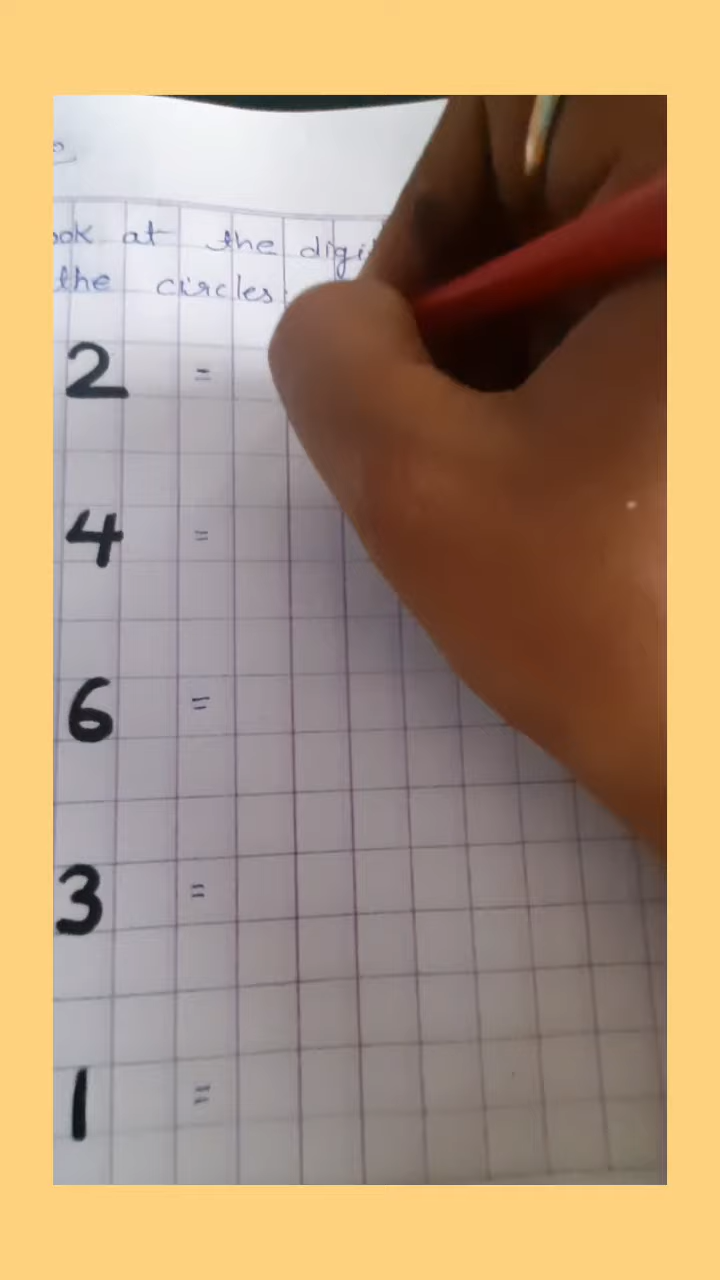 at the
the circles:
2 =
4 =
6 =
3 =
1 =